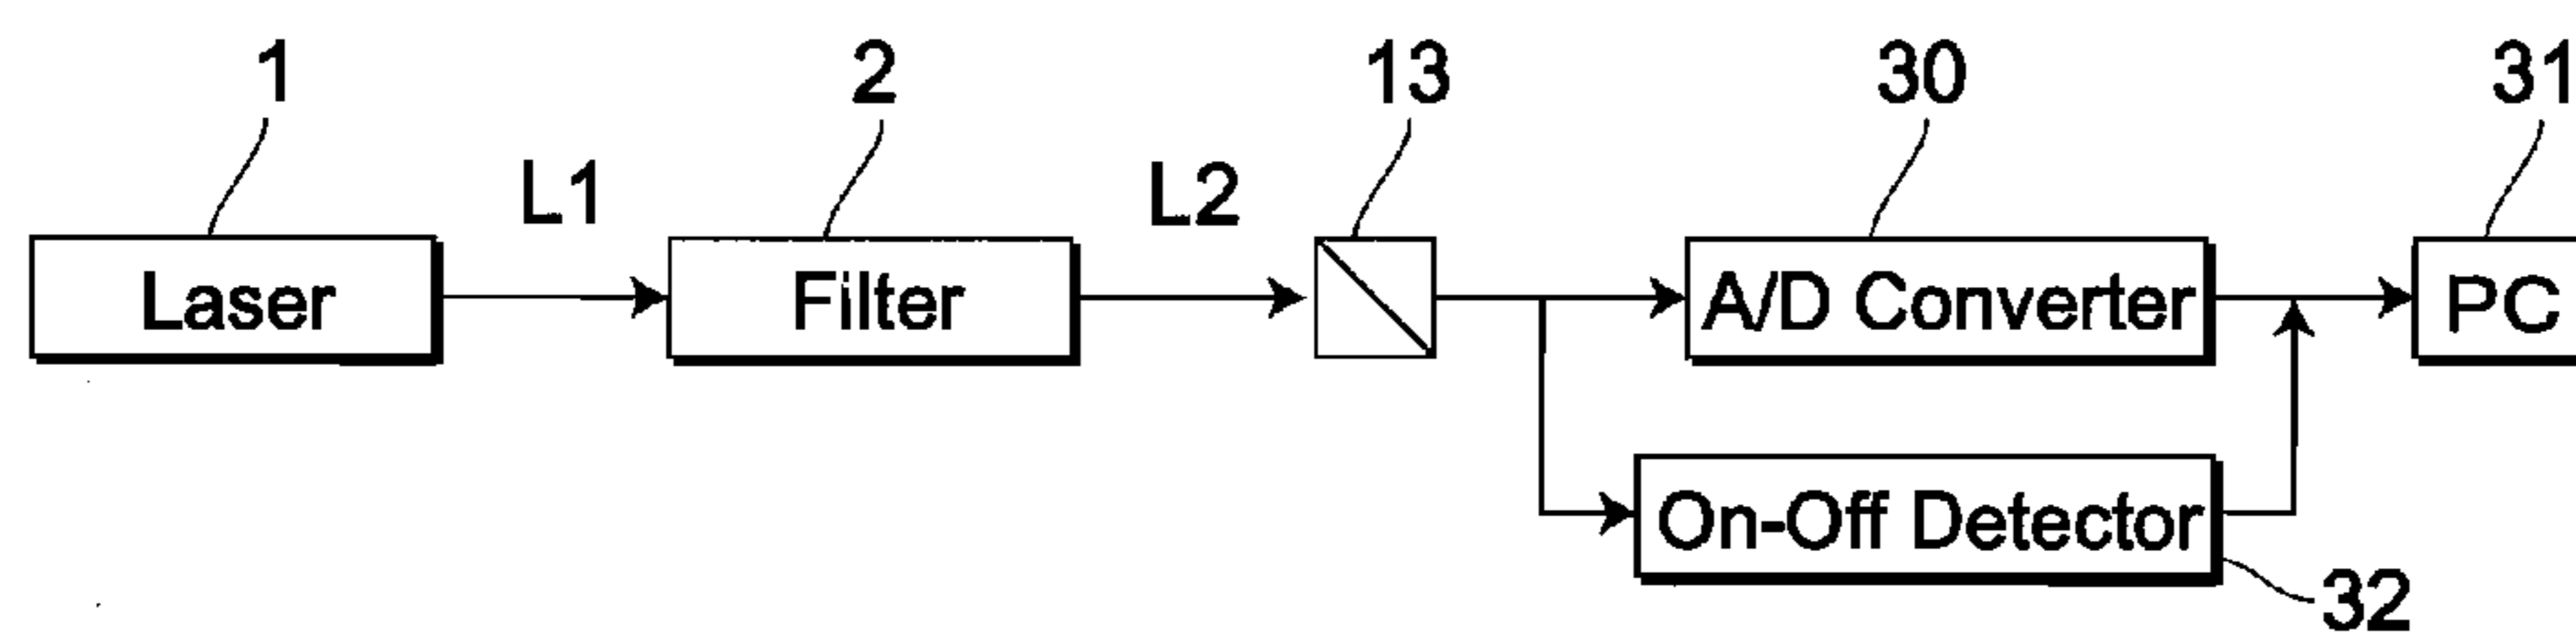 1 2 13 30 31
L1 L2
Laser Filter A/D Converter PC
On-Off Detector
32